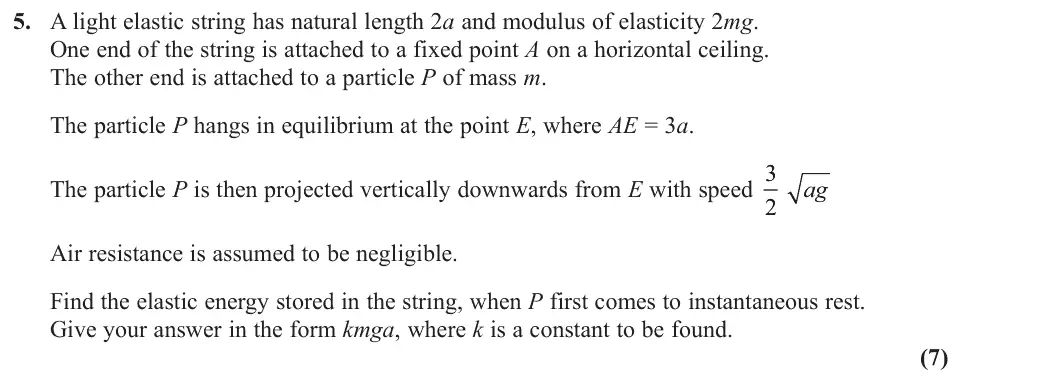 5. A light elastic string has natural length 2a and modulus of elasticity 2mg.
One end of the string is attached to a fixed point A on a horizontal ceiling.
The other end is attached to a particle P of mass m.
The particle P hangs in equilibrium at the point E, where AE = 3a.
The particle P is then projected vertically downwards from E with speed 3/2 √ag
Air resistance is assumed to be negligible.
Find the elastic energy stored in the string, when P first comes to instantaneous rest.
Give your answer in the form kmga, where k is a constant to be found.
(7)